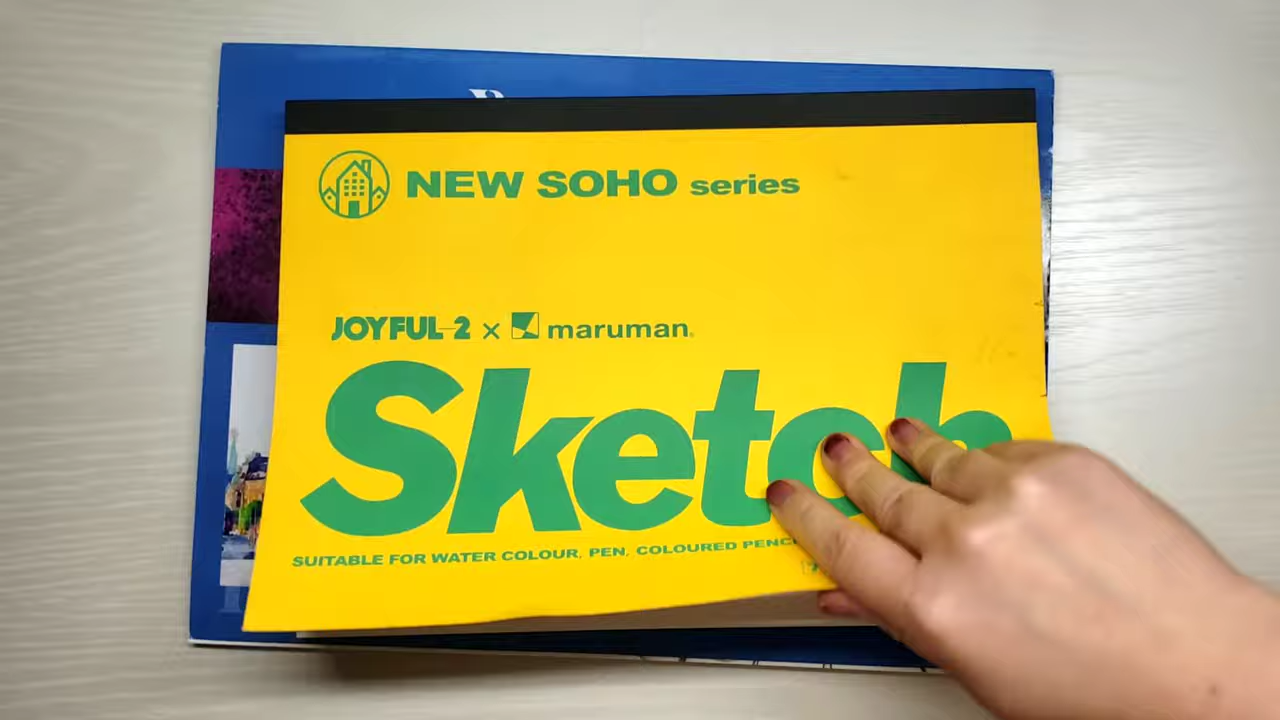 NEW SOHO series
JOYFUL-2 x maruman
Sketch
SUITABLE FOR WATER COLOUR, PEN, COLOURED